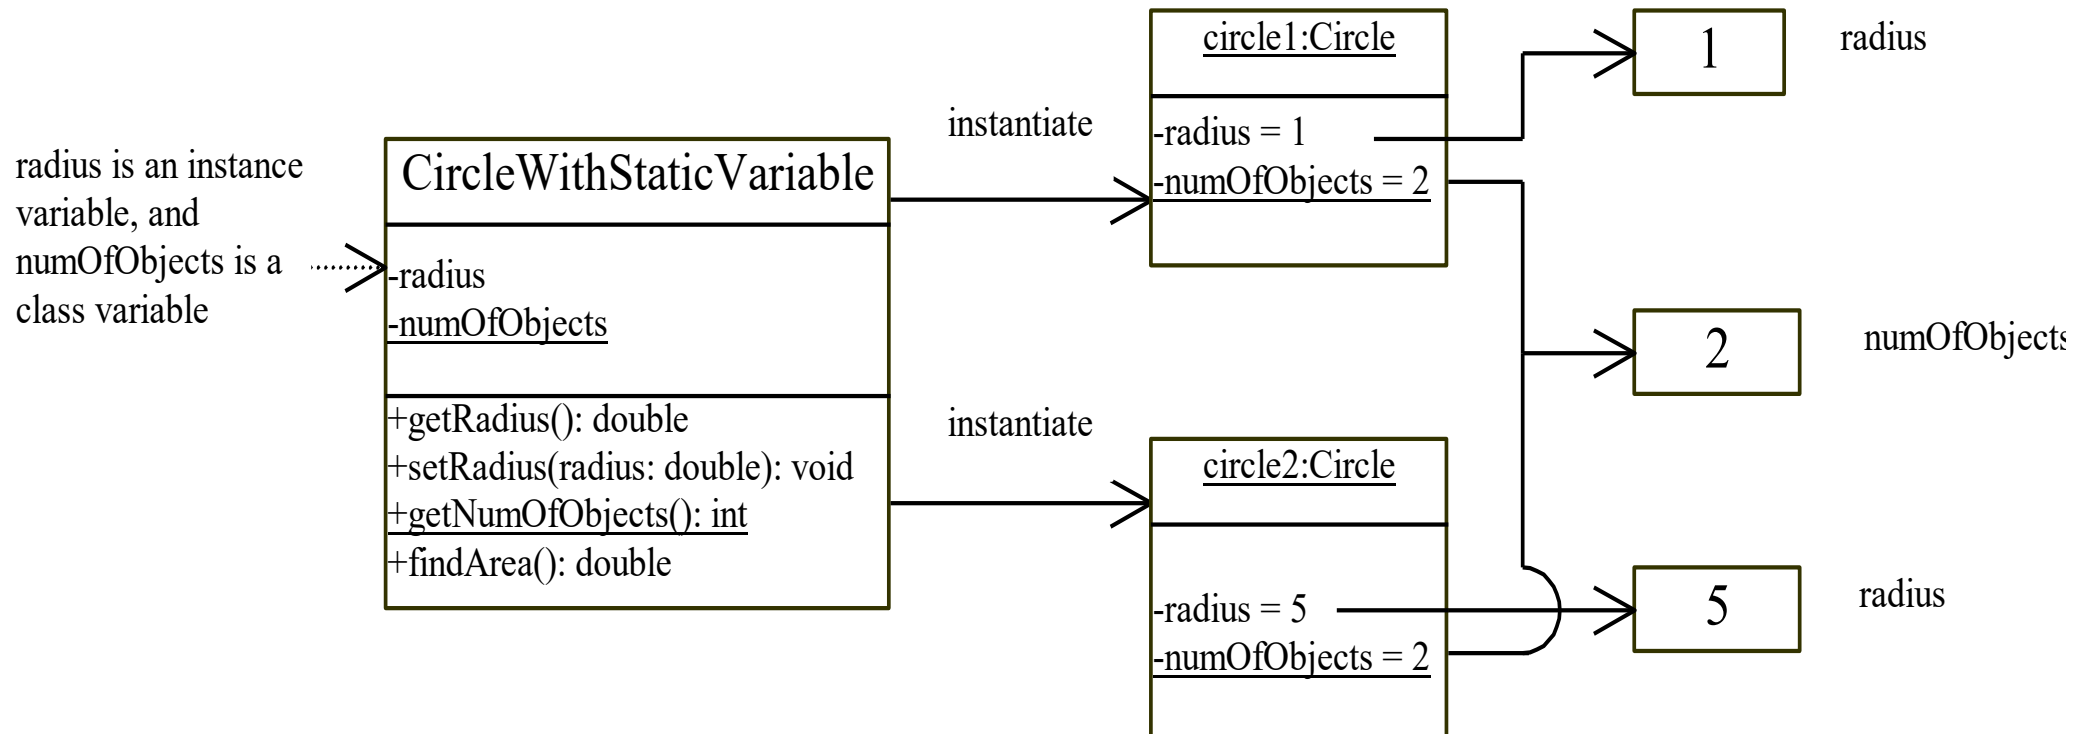 radius is an instance
variable, and
numOfObjects is a
class variable
CircleWithStaticVariable
-radius
-numOfObjects
+getRadius(): double
+setRadius(radius: double): void
+getNumOfObjects(): int
+findArea(): double
instantiate
instantiate
circle1:Circle
-radius = 1
-numOfObjects = 2
circle2:Circle
-radius = 5
-numOfObjects = 2
1
radius
2
numOfObjects
5
radius